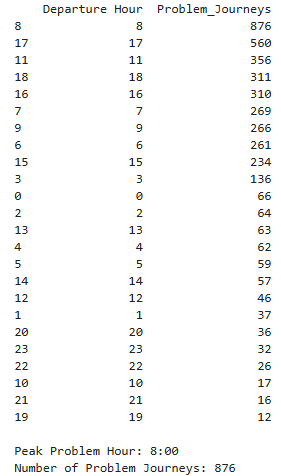 Departure Hour  Problem_Journeys
8                8               876
17              17               560
11              11               356
18              18               311
16              16               310
7                7               269
9                9               266
6                6               261
15              15               234
3                3               136
0                0                66
2                2                64
13              13                63
4                4                62
5                5                59
14              14                57
12              12                46
1                1                37
20              20                36
23              23                32
22              22                26
10              10                17
21              21                16
19              19                12

Peak Problem Hour: 8:00
Number of Problem Journeys: 876